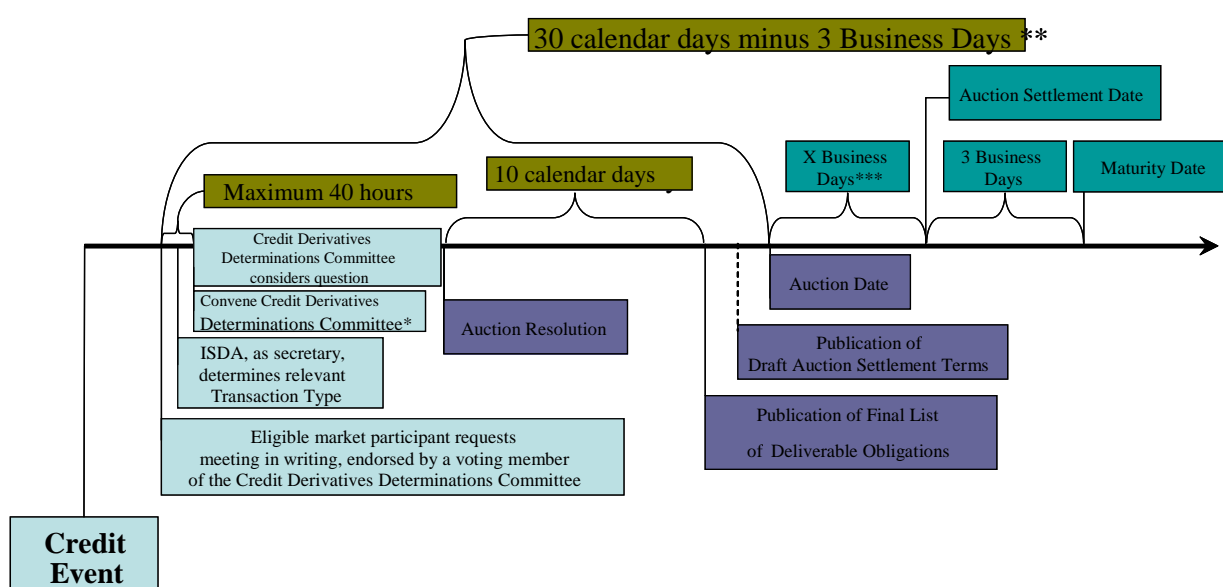 30 calendar days minus 3 Business Days **
Auction Settlement Date
X Business
Days***
3 Business
Days
Maturity Date
10 calendar days
Maximum 40 hours
Credit Derivatives
Determinations Committee
considers question
Convene Credit Derivatives
Determinations Committee*
ISDA, as secretary,
determines relevant
Transaction Type
Eligible market participant requests
meeting in writing, endorsed by a voting member
of the Credit Derivatives Determinations Committee
Auction Resolution
Auction Date
Publication of
Draft Auction Settlement Terms
Publication of Final List
of Deliverable Obligations
Credit
Event